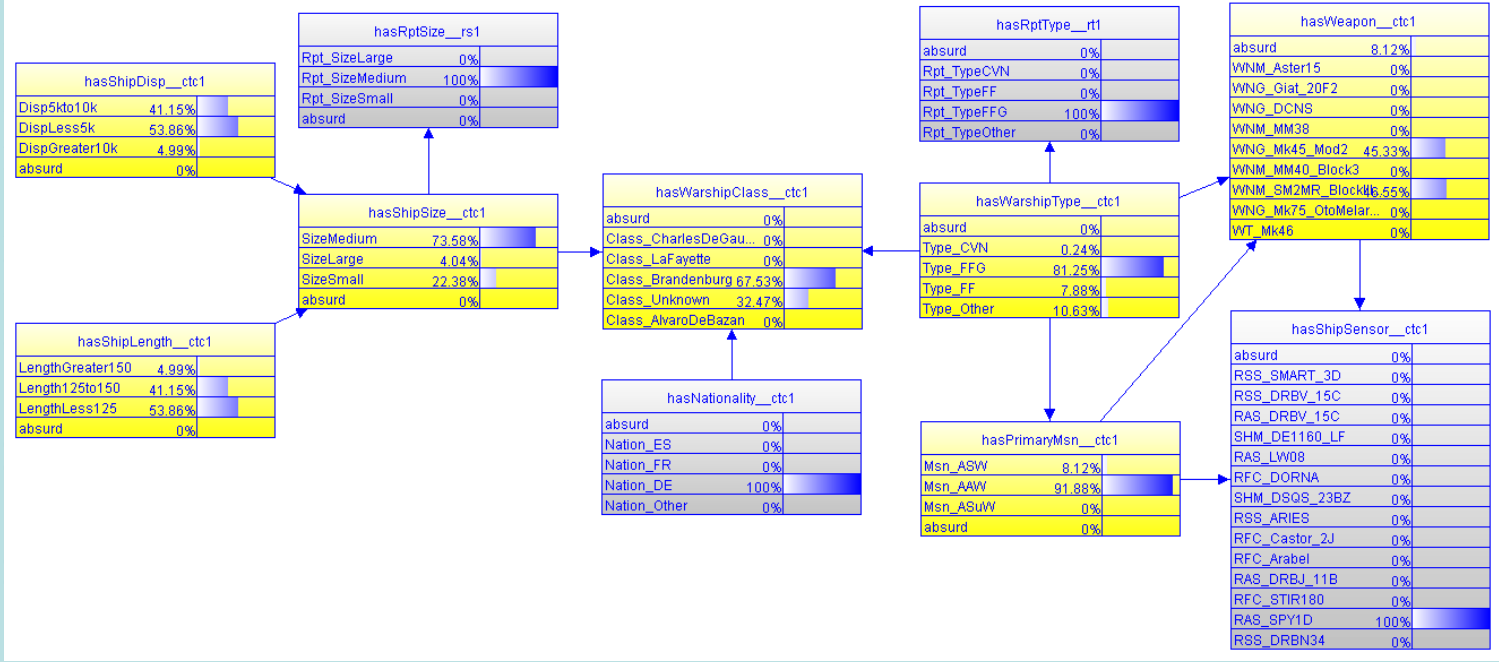 hasShipDisp__ctc1
Disp5kto10k 41.15%
DispLess5k 53.86%
DispGreater10k 4.99%
absurd 0%
hasRptSize__rs1
Rpt_SizeLarge 0%
Rpt_SizeMedium 100%
Rpt_SizeSmall 0%
absurd 0%
hasShipSize__ctc1
SizeMedium 73.58%
SizeLarge 4.04%
SizeSmall 22.38%
absurd 0%
hasShipLength__ctc1
LengthGreater150 4.99%
Length125to150 41.15%
LengthLess125 53.86%
absurd 0%
hasWarshipClass__ctc1
absurd 0%
Class_CharlesDeGau... 0%
Class_LaFayette 0%
Class_Brandenburg 67.53%
Class_Unknown 32.47%
Class_AlvaroDeBazan 0%
hasNationality__ctc1
absurd 0%
Nation_ES 0%
Nation_FR 0%
Nation_DE 100%
Nation_Other 0%
hasRptType__rt1
absurd 0%
Rpt_TypeCVN 0%
Rpt_TypeFF 0%
Rpt_TypeFFG 100%
Rpt_TypeOther 0%
hasWarshipType__ctc1
absurd 0%
Type_CVN 0.24%
Type_FFG 81.25%
Type_FF 7.88%
Type_Other 10.63%
hasPrimaryMsn__ctc1
Msn_ASW 8.12%
Msn_AAW 91.88%
Msn_ASuW 0%
absurd 0%
hasWeapon__ctc1
absurd 8.12%
WNM_Aster15 0%
WNG_Giat_20F2 0%
WNG_DCNS 0%
WNM_MM38 0%
WNG_Mk45_Mod2 45.33%
WNM_MM40_Block3 0%
WNM_SM2MR_Block 46.55%
WNG_Mk75_OtoMelar... 0%
WT_Mk46 0%
hasShipSensor__ctc1
absurd 0%
RSS_SMART_3D 0%
RSS_DRBV_15C 0%
RAS_DRBV_15C 0%
SHM_DE1160_LF 0%
RAS_LW08 0%
RFC_DORNA 0%
SHM_DSQS_23BZ 0%
RSS_ARIES 0%
RFC_Castor_2J 0%
RFC_Arabel 0%
RAS_DRBJ_11B 0%
RFC_STIR180 0%
RAS_SPY1D 100%
RSS_DRBN34 0%